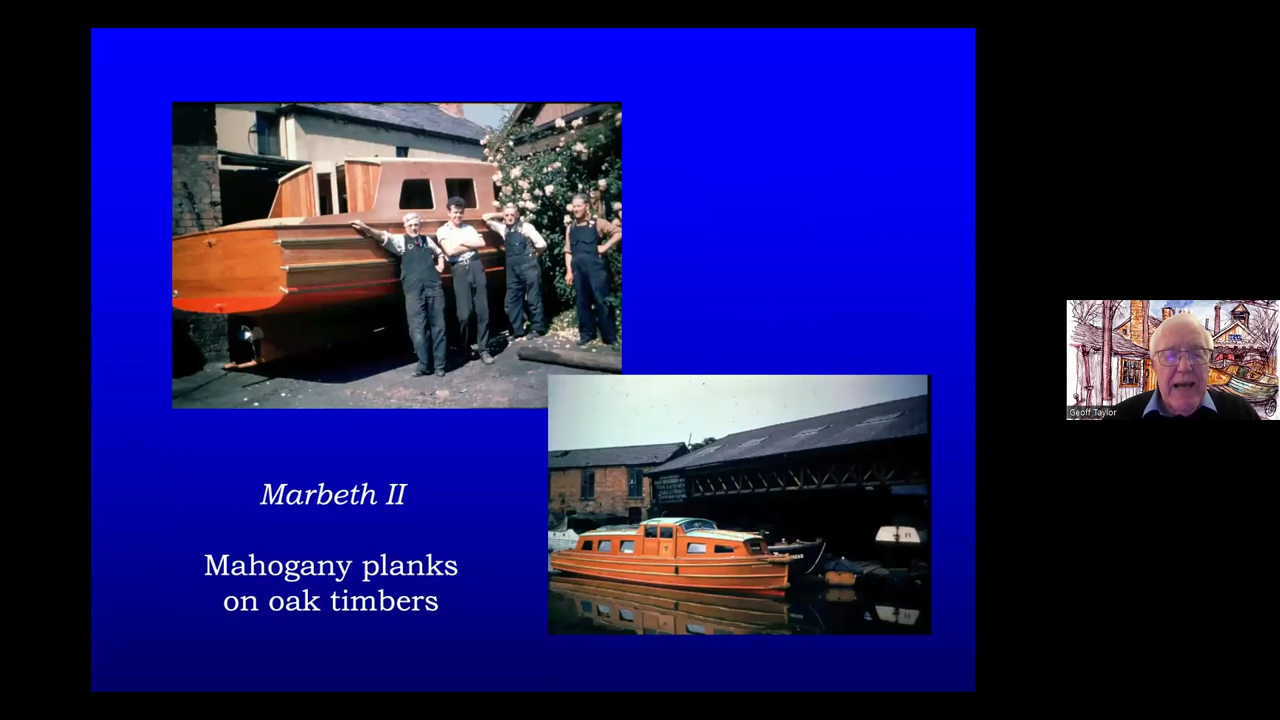 Marbeth II
Mahogany planks
on oak timbers
Geoff Taylor